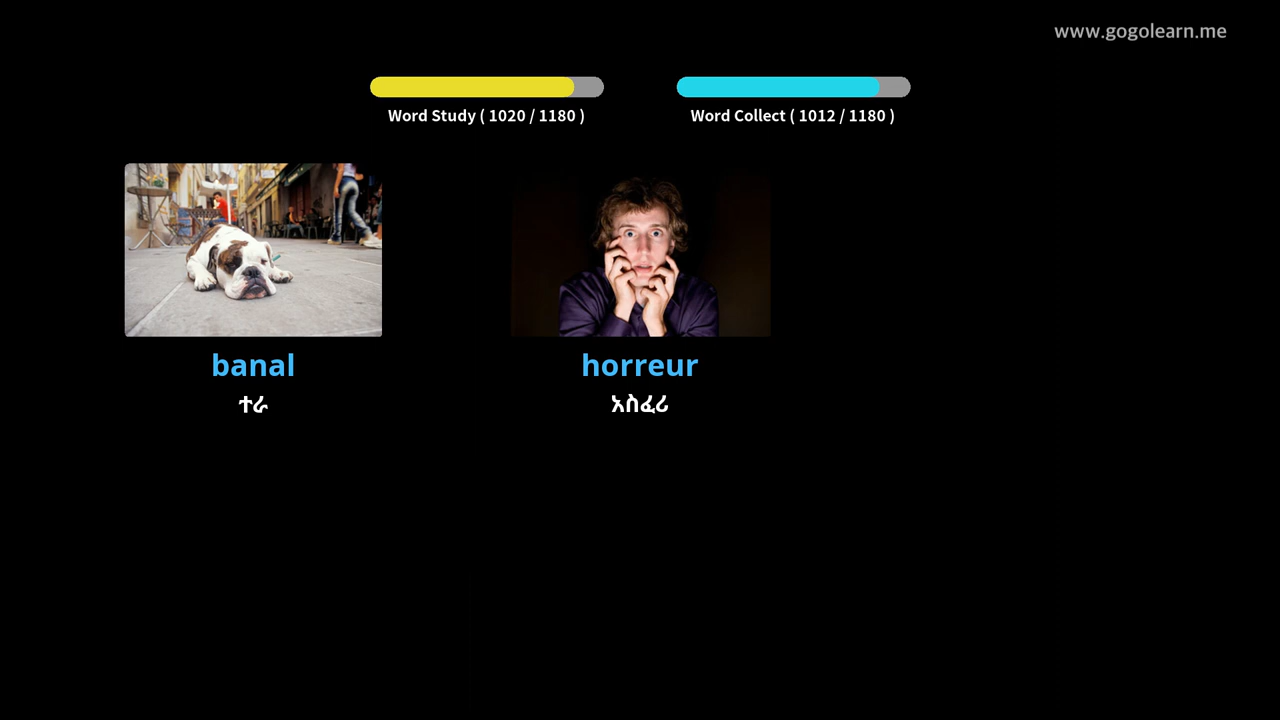 www.gogolearn.me
Word Study ( 1020 / 1180 )
Word Collect ( 1012 / 1180 )
banal
horreur
ተራ
አስፈሪ